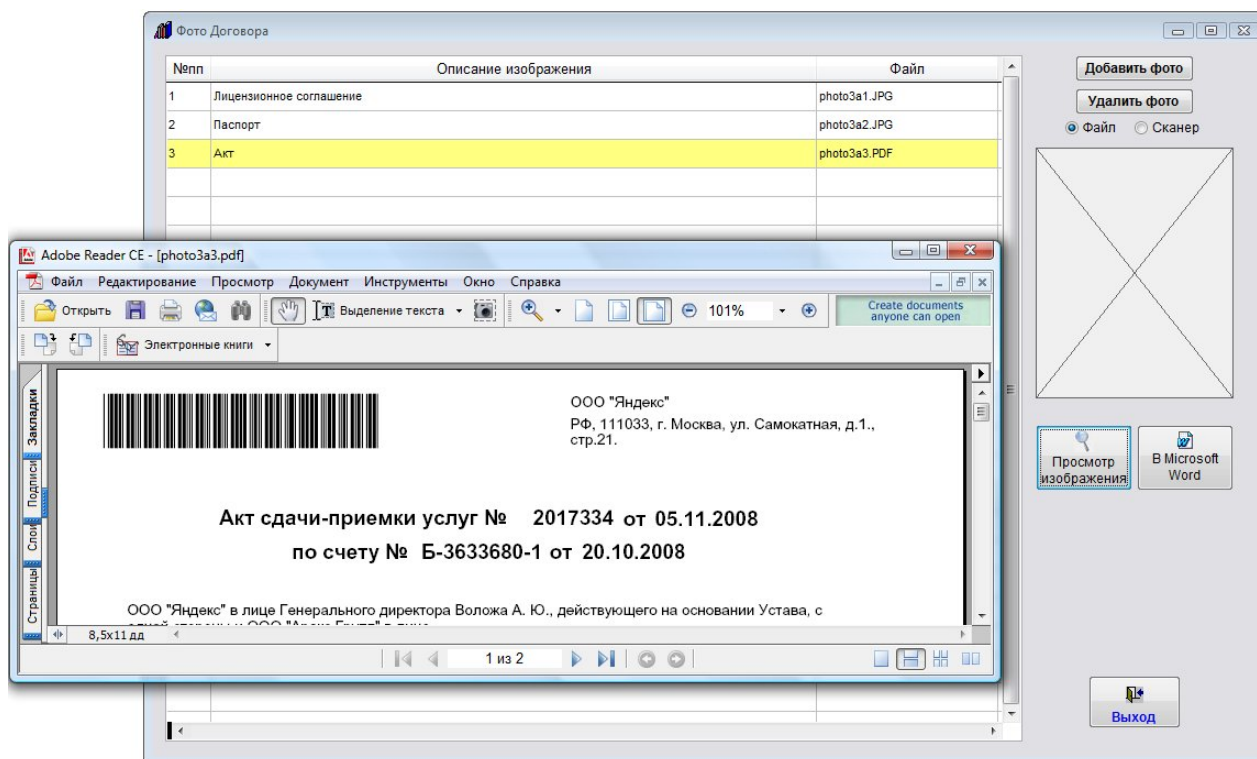 Фото Договора
№пп Описание изображения Файл
1 Лицензионное соглашение photo3a1.JPG
2 Паспорт photo3a2.JPG
3 Акт photo3a3.PDF
Добавить фото
Удалить фото
Файл Сканер
Просмотр
изображения
В Microsoft
Word
Выход
Adobe Reader CE - [photo3a3.pdf]
Файл Редактирование Просмотр Документ Инструменты Окно Справка
Открыть Выделение текста 101% Create documents
anyone can open
Электронные книги
Закладки
Подписи
Слои
Страницы
ООО "Яндекс"
РФ, 111033, г. Москва, ул. Самокатная, д.1.,
стр.21.
Акт сдачи-приемки услуг № 2017334 от 05.11.2008
по счету № Б-3633680-1 от 20.10.2008
ООО "Яндекс" в лице Генерального директора Воложа А. Ю., действующего на основании Устава, с
8,5x11 дд
1 из 2